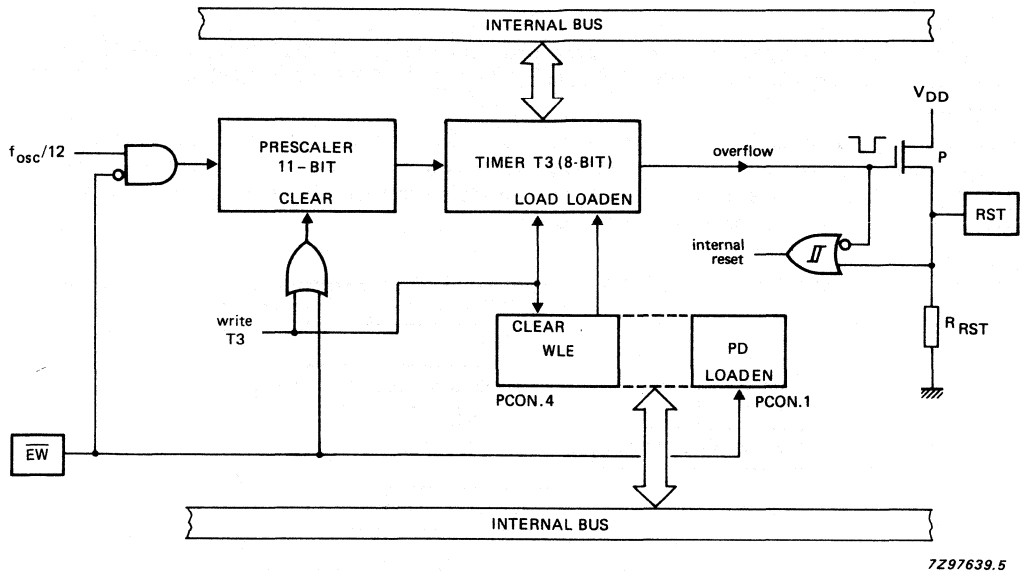 INTERNAL BUS
V_DD
f_osc/12
PRESCALER
11-BIT
CLEAR
TIMER T3 (8-BIT)
LOAD LOADEN
overflow
P
RST
internal
reset
write
T3
CLEAR
WLE
PD
LOADEN
R_RST
PCON.4
PCON.1
EW
INTERNAL BUS
7Z97639.5